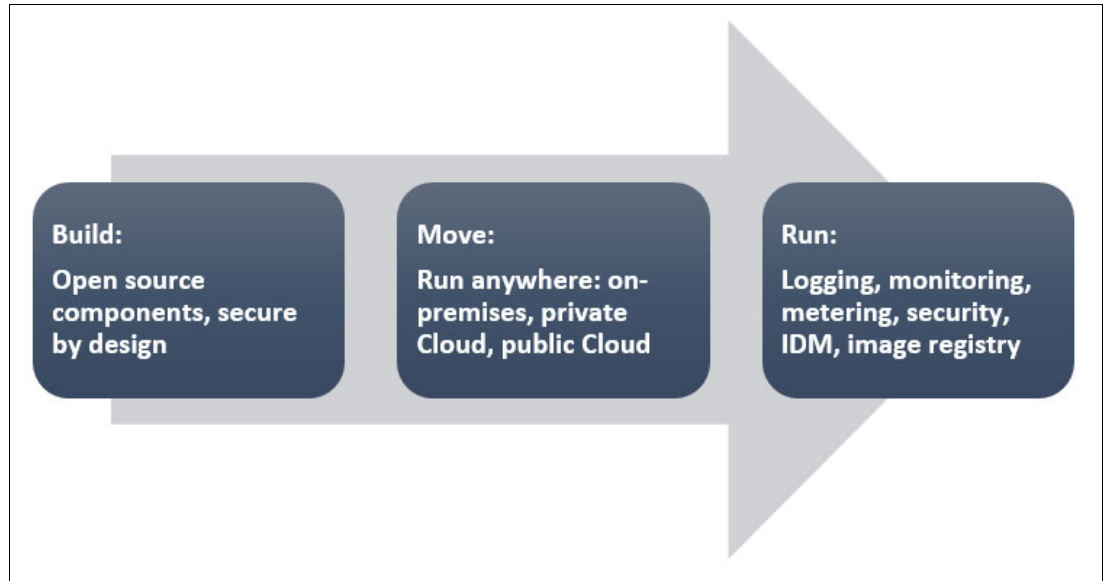 Build:
Open source
components, secure
by design
Move:
Run anywhere: on-
premises, private
Cloud, public Cloud
Run:
Logging, monitoring,
metering, security,
IDM, image registry